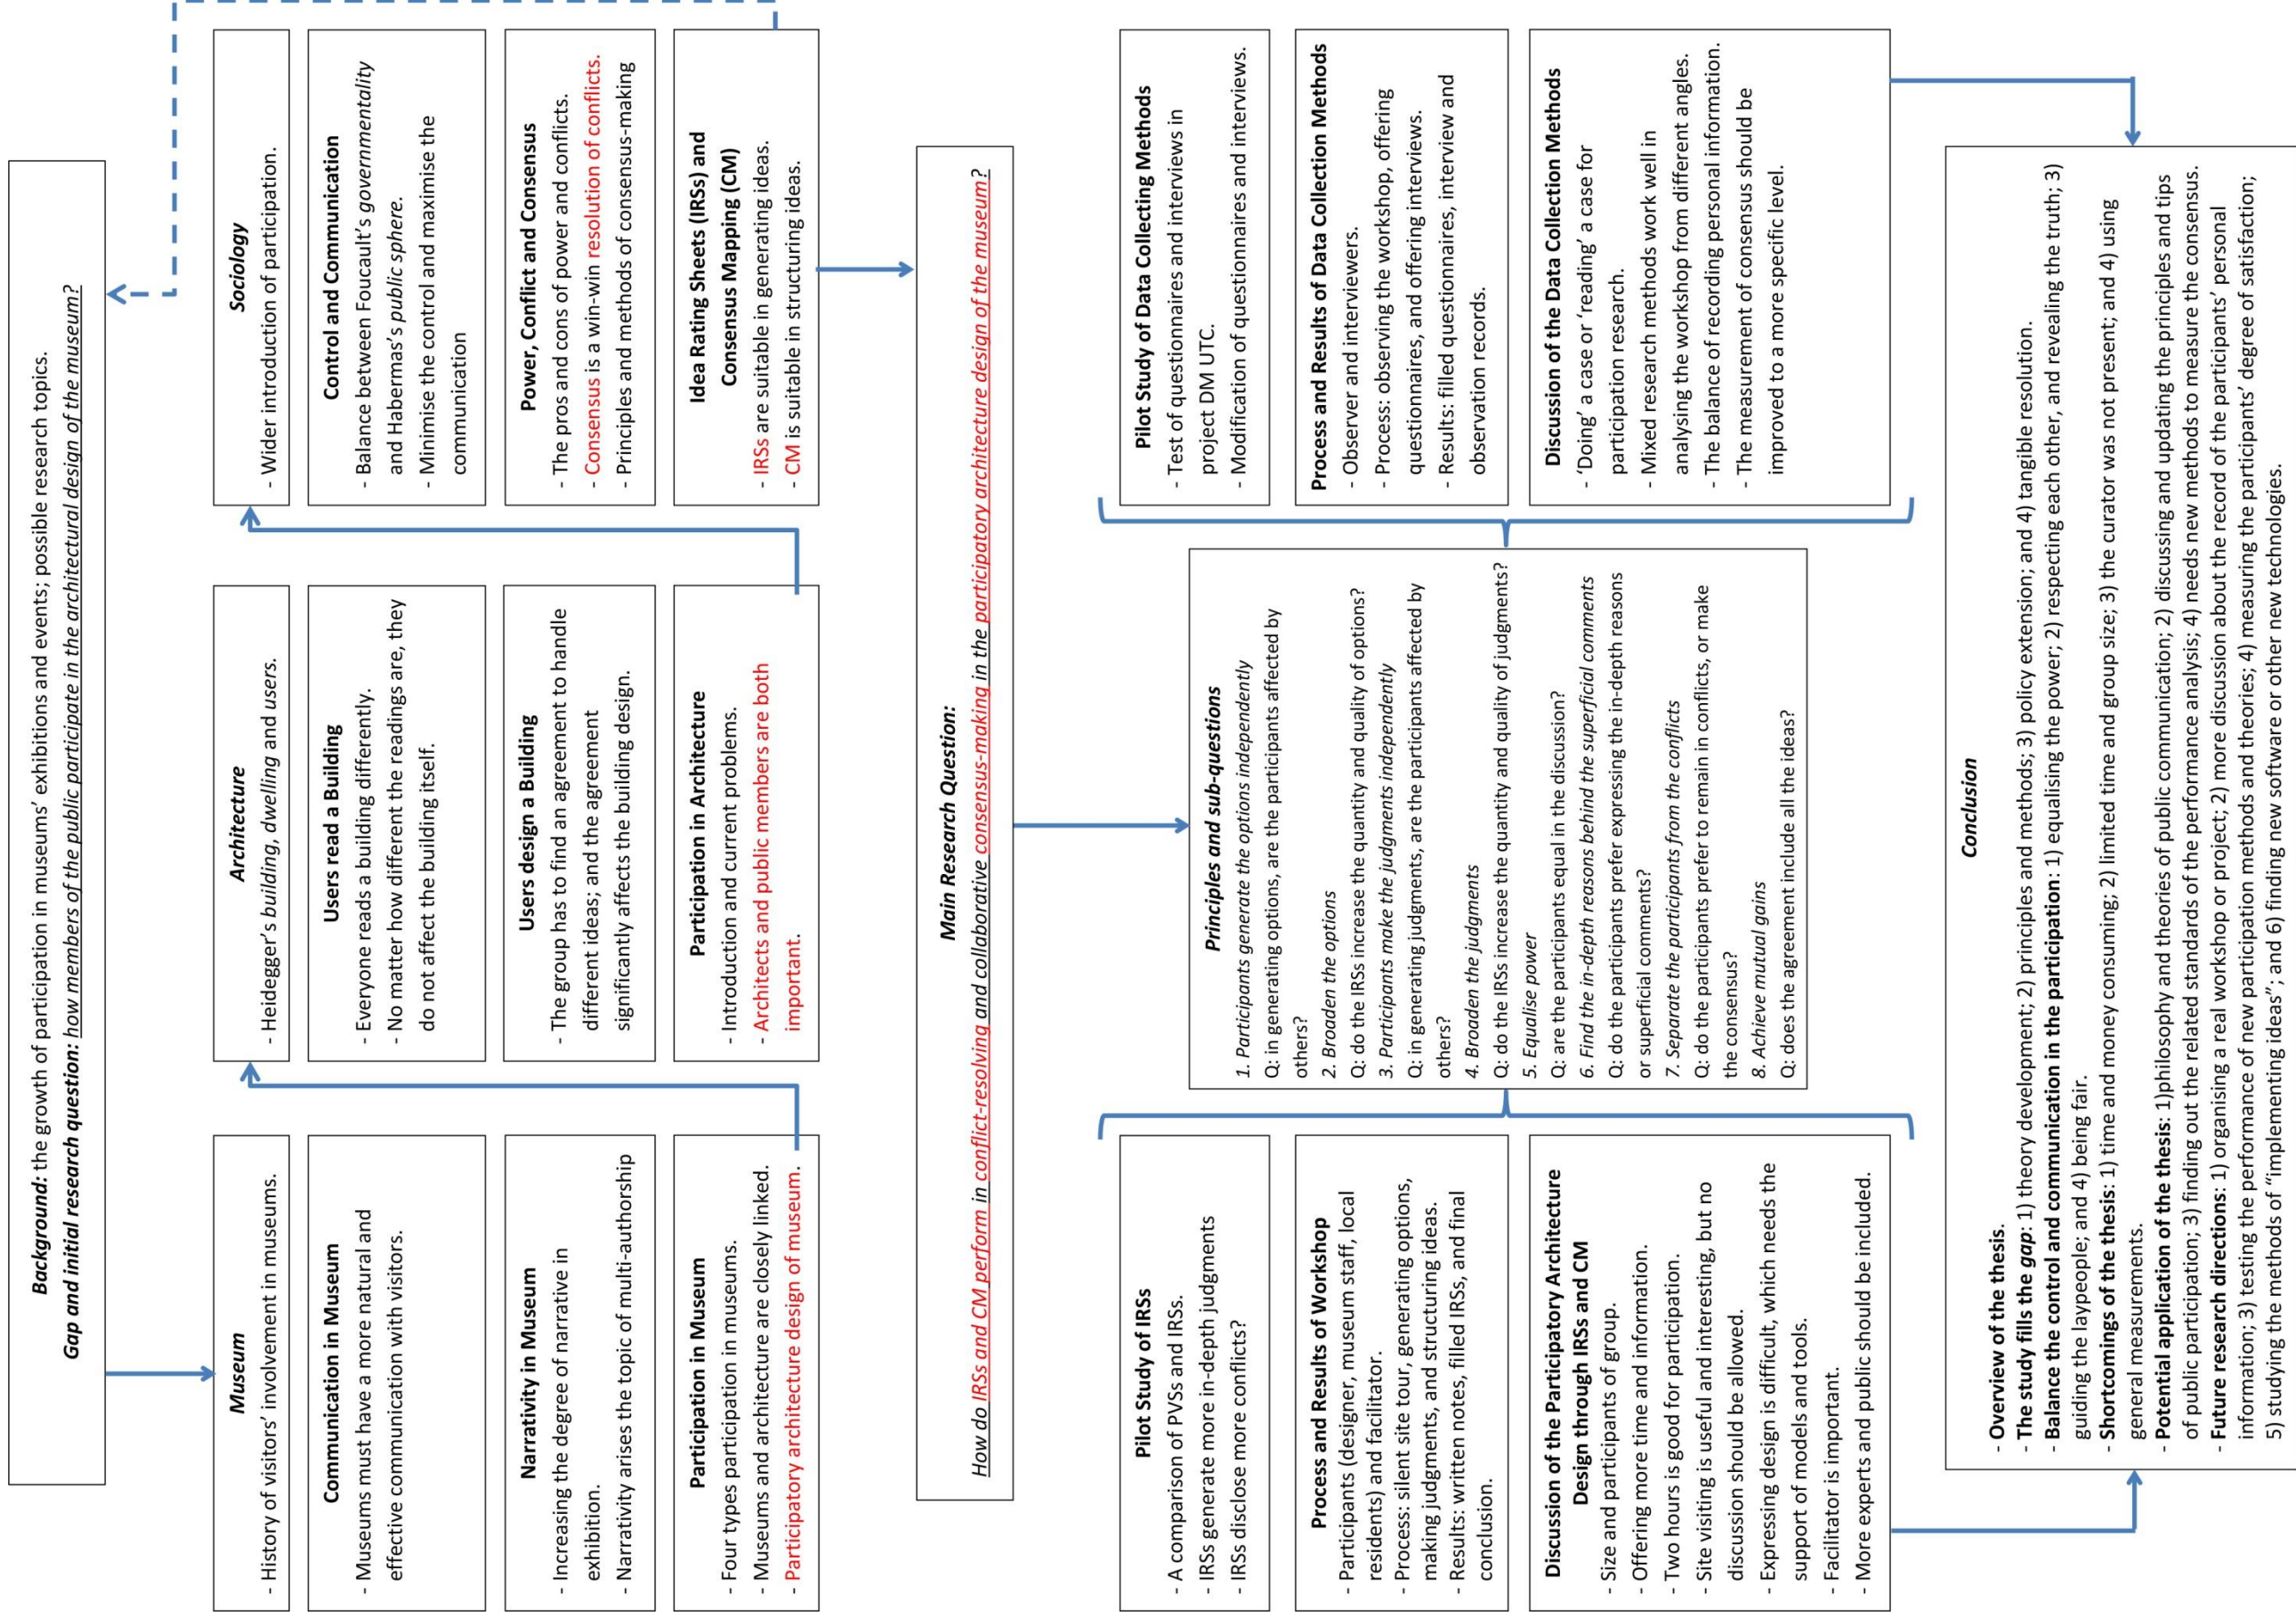 Background: the growth of participation in museums' exhibitions and events; possible research topics.
Gap and initial research question: how members of the public participate in the architectural design of the museum?
Museum
- History of visitors' involvement in museums.
Communication in Museum
- Museums must have a more natural and
effective communication with visitors.
Narrativity in Museum
- Increasing the degree of narrative in
exhibition.
- Narrativity arises the topic of multi-authorship
Participation in Museum
- Four types participation in museums.
- Museums and architecture are closely linked.
- Participatory architecture design of museum.
Architecture
- Heidegger's building, dwelling and users.
Users read a Building
- Everyone reads a building differently.
- No matter how different the readings are, they
do not affect the building itself.
Users design a Building
- The group has to find an agreement to handle
different ideas; and the agreement
significantly affects the building design.
Participation in Architecture
- Introduction and current problems.
- Architects and public members are both
important.
Sociology
- Wider introduction of participation.
Control and Communication
- Balance between Foucault's governmentality
and Habermas's public sphere.
- Minimise the control and maximise the
communication
Power, Conflict and Consensus
- The pros and cons of power and conflicts.
- Consensus is a win-win resolution of conflicts.
- Principles and methods of consensus-making
Idea Rating Sheets (IRSs) and
Consensus Mapping (CM)
- IRSs are suitable in generating ideas.
- CM is suitable in structuring ideas.
Main Research Question:
How do IRSs and CM perform in conflict-resolving and collaborative consensus-making in the participatory architecture design of the museum?
Pilot Study of IRSs
- A comparison of PVSs and IRSs.
- IRSs generate more in-depth judgments
- IRSs disclose more conflicts?
Process and Results of Workshop
- Participants (designer, museum staff, local
residents) and facilitator.
- Process: silent site tour, generating options,
making judgments, and structuring ideas.
- Results: written notes, filled IRSs, and final
conclusion.
Discussion of the Participatory Architecture
Design through IRSs and CM
- Size and participants of group.
- Offering more time and information.
- Two hours is good for participation.
- Site visiting is useful and interesting, but no
discussion should be allowed.
- Expressing design is difficult, which needs the
support of models and tools.
- Facilitator is important.
- More experts and public should be included.
Principles and sub-questions
1. Participants generate the options independently
Q: in generating options, are the participants affected by
others?
2. Broaden the options
Q: do the IRSs increase the quantity and quality of options?
3. Participants make the judgments independently
Q: in generating judgments, are the participants affected by
others?
4. Broaden the judgments
Q: do the IRSs increase the quantity and quality of judgments?
5. Equalise power
Q: are the participants equal in the discussion?
6. Find the in-depth reasons behind the superficial comments
Q: do the participants prefer expressing the in-depth reasons
or superficial comments?
7. Separate the participants from the conflicts
Q: do the participants prefer to remain in conflicts, or make
the consensus?
8. Achieve mutual gains
Q: does the agreement include all the ideas?
Pilot Study of Data Collecting Methods
- Test of questionnaires and interviews in
project DM UTC.
- Modification of questionnaires and interviews.
Process and Results of Data Collection Methods
- Observer and interviewers.
- Process: observing the workshop, offering
questionnaires, and offering interviews.
- Results: filled questionnaires, interview and
observation records.
Discussion of the Data Collection Methods
- 'Doing' a case or 'reading' a case for
participation research.
- Mixed research methods work well in
analysing the workshop from different angles.
- The balance of recording personal information.
- The measurement of consensus should be
improved to a more specific level.
Conclusion
- Overview of the thesis.
- The study fills the gap: 1) theory development; 2) principles and methods; 3) policy extension; and 4) tangible resolution.
- Balance the control and communication in the participation: 1) equalising the power; 2) respecting each other, and revealing the truth; 3)
guiding the laypeople; and 4) being fair.
- Shortcomings of the thesis: 1) time and money consuming; 2) limited time and group size; 3) the curator was not present; and 4) using
general measurements.
- Potential application of the thesis: 1)philosophy and theories of public communication; 2) discussing and updating the principles and tips
of public participation; 3) finding out the related standards of the performance analysis; 4) needs new methods to measure the consensus.
- Future research directions: 1) organising a real workshop or project; 2) more discussion about the record of the participants' personal
information; 3) testing the performance of new participation methods and theories; 4) measuring the participants' degree of satisfaction;
5) studying the methods of "implementing ideas"; and 6) finding new software or other new technologies.